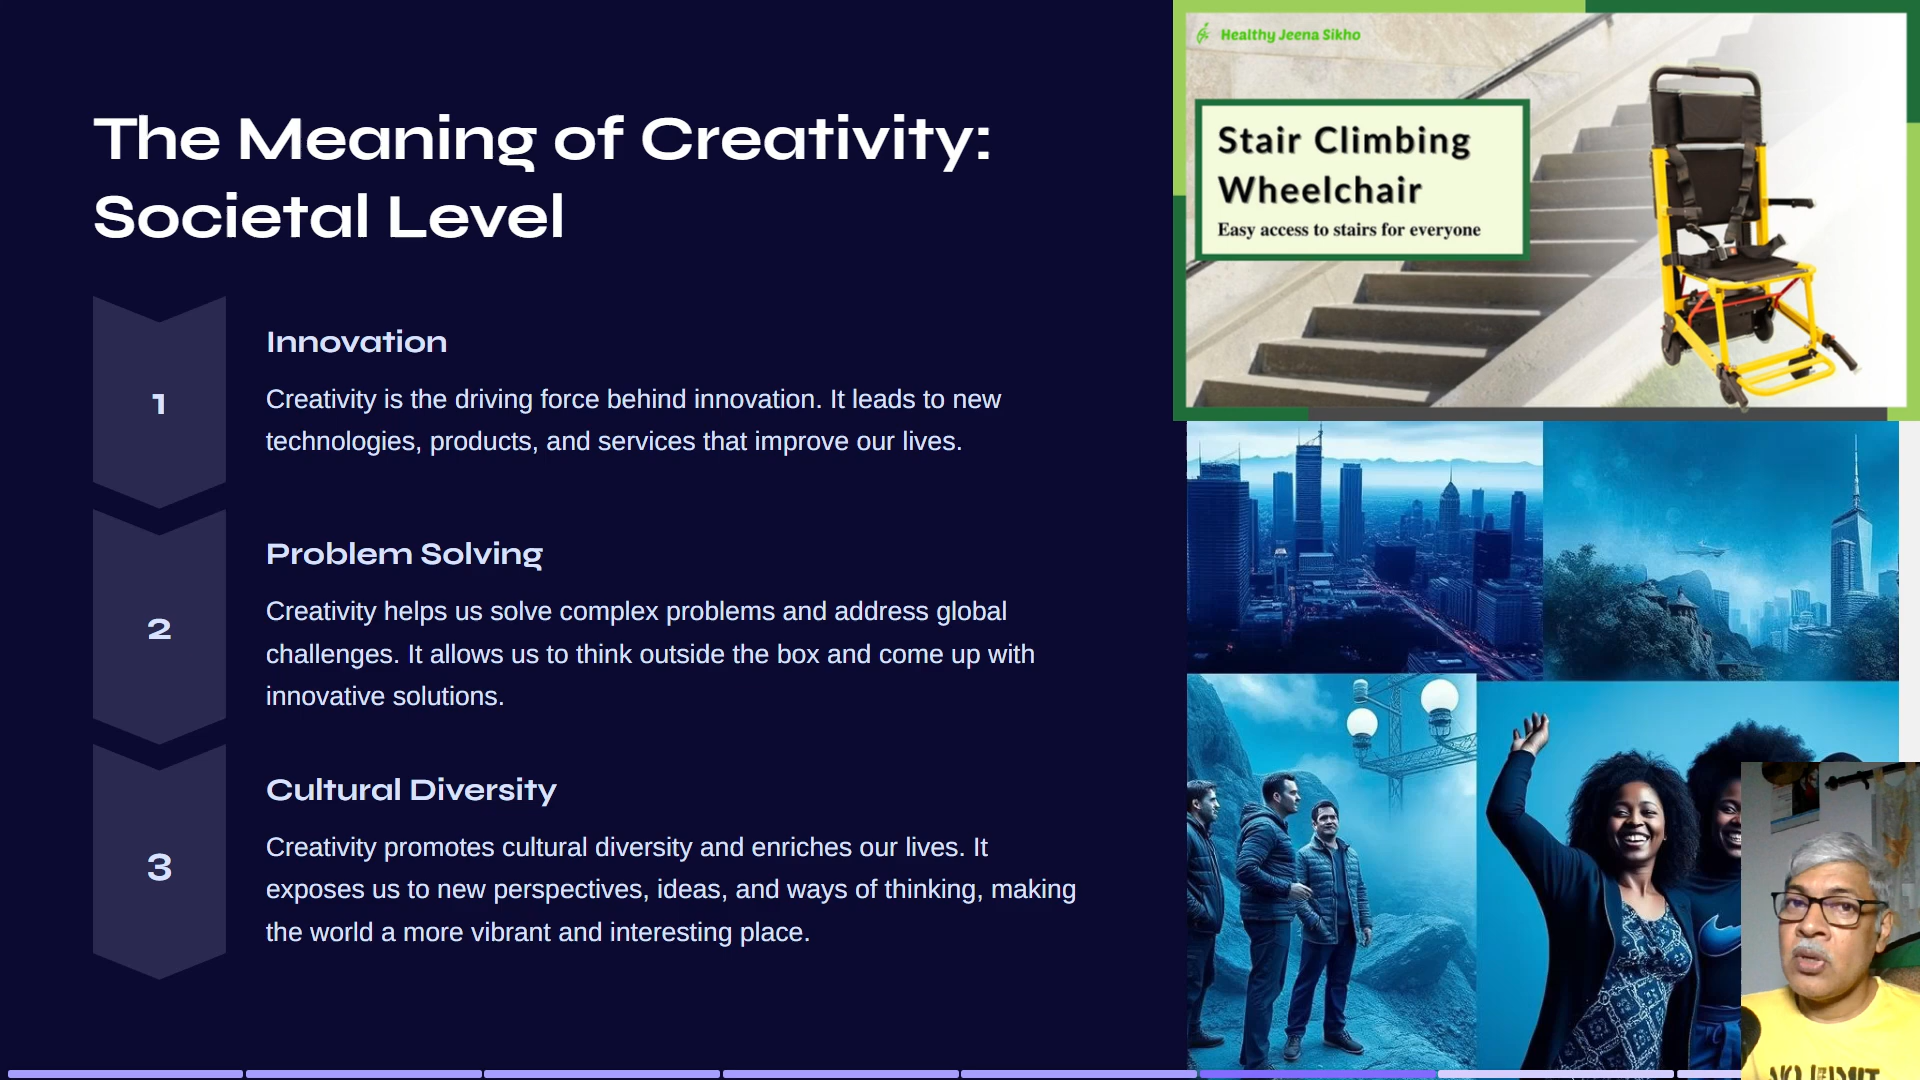 The Meaning of Creativity:
Societal Level
1
Innovation
Creativity is the driving force behind innovation. It leads to new
technologies, products, and services that improve our lives.
2
Problem Solving
Creativity helps us solve complex problems and address global
challenges. It allows us to think outside the box and come up with
innovative solutions.
3
Cultural Diversity
Creativity promotes cultural diversity and enriches our lives. It
exposes us to new perspectives, ideas, and ways of thinking, making
the world a more vibrant and interesting place.
Healthy Jeena Sikho
Stair Climbing
Wheelchair
Easy access to stairs for everyone